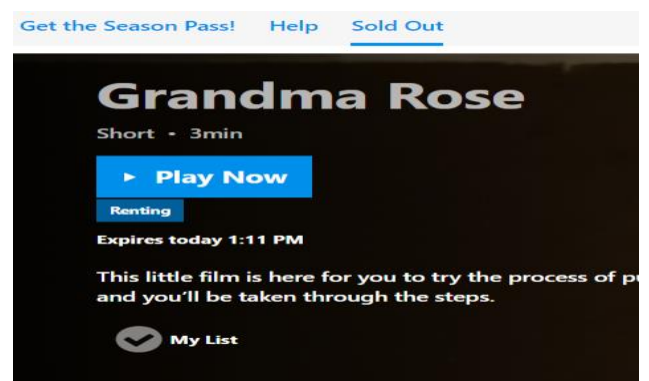 Get the Season Pass! Help Sold Out
Grandma Rose
Short • 3min
Play Now
Renting
Expires today 1:11 PM
This little film is here for you to try the process of
and you'll be taken through the steps.
My List